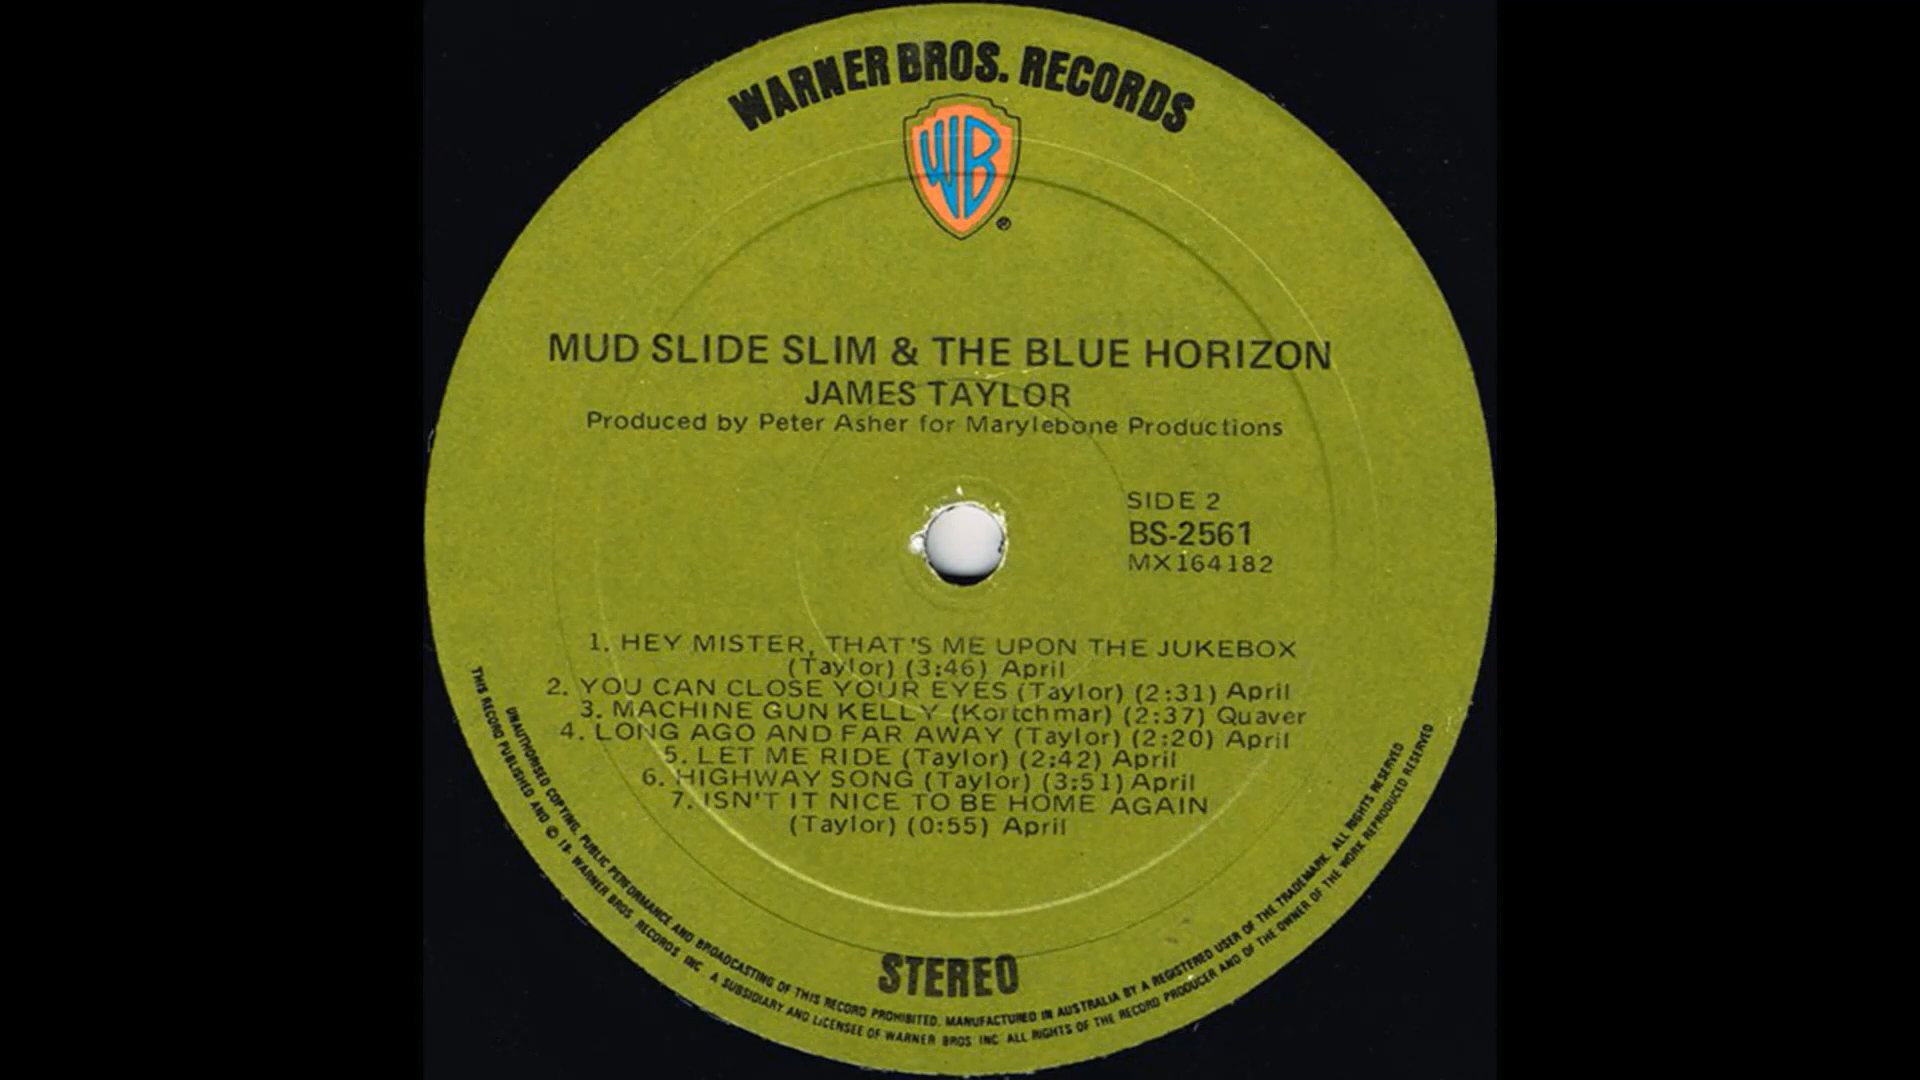 WARNER BROS. RECORDS
WB
®
MUD SLIDE SLIM & THE BLUE HORIZON
JAMES TAYLOR
Produced by Peter Asher for Marylebone Productions
SIDE 2
BS-2561
MX164182
1. HEY MISTER, THAT'S ME UPON THE JUKEBOX
(Taylor) (3:46) April
2. YOU CAN CLOSE YOUR EYES (Taylor) (2:31) April
3. MACHINE GUN KELLY (Kortchmar) (2:37) Quaver
4. LONG AGO AND FAR AWAY (Taylor) (2:20) April
5. LET ME RIDE (Taylor) (2:42) April
6. HIGHWAY SONG (Taylor) (3:51) April
7. ISN'T IT NICE TO BE HOME AGAIN
(Taylor) (0:55) April
STEREO
UNAUTHORISED COPYING, PUBLIC PERFORMANCE AND BROADCASTING OF THIS RECORD PROHIBITED. MANUFACTURED IN AUSTRALIA BY A REGISTERED USER OF THE TRADEMARK. ALL RIGHTS RESERVED
THIS RECORD PUBLISHED AND © 19- WARNER BROS. RECORDS INC A SUBSIDIARY AND LICENSEE OF WARNER BROS INC ALL RIGHTS OF THE RECORD PRODUCER AND OF THE OWNER OF THE WORK REPRODUCED RESERVED